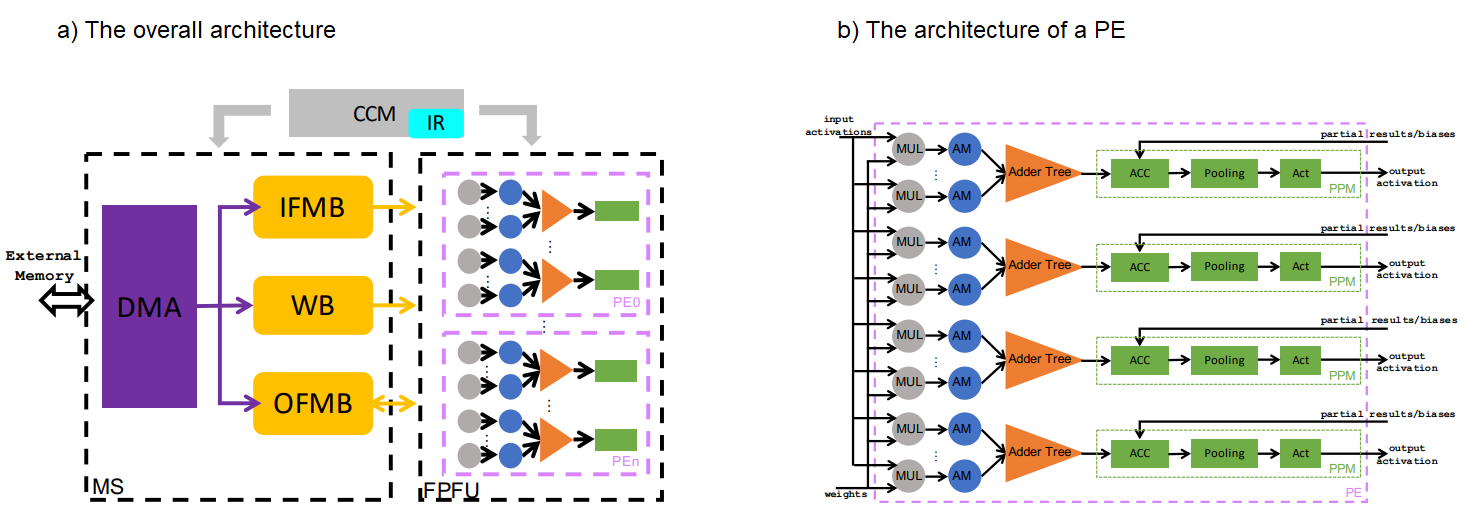 a) The overall architecture
CCM
IR
External
Memory
DMA
IFMB
WB
OFMB
MS
PE0
PEn
FPFU
b) The architecture of a PE
input
activations
weights
MUL
AM
MUL
AM
Adder Tree
partial results/biases
ACC
Pooling
Act
PPM
output
activation
MUL
AM
MUL
AM
Adder Tree
partial results/biases
ACC
Pooling
Act
PPM
output
activation
MUL
AM
MUL
AM
Adder Tree
partial results/biases
ACC
Pooling
Act
PPM
output
activation
MUL
AM
MUL
AM
Adder Tree
partial results/biases
ACC
Pooling
Act
PPM
output
activation
PE